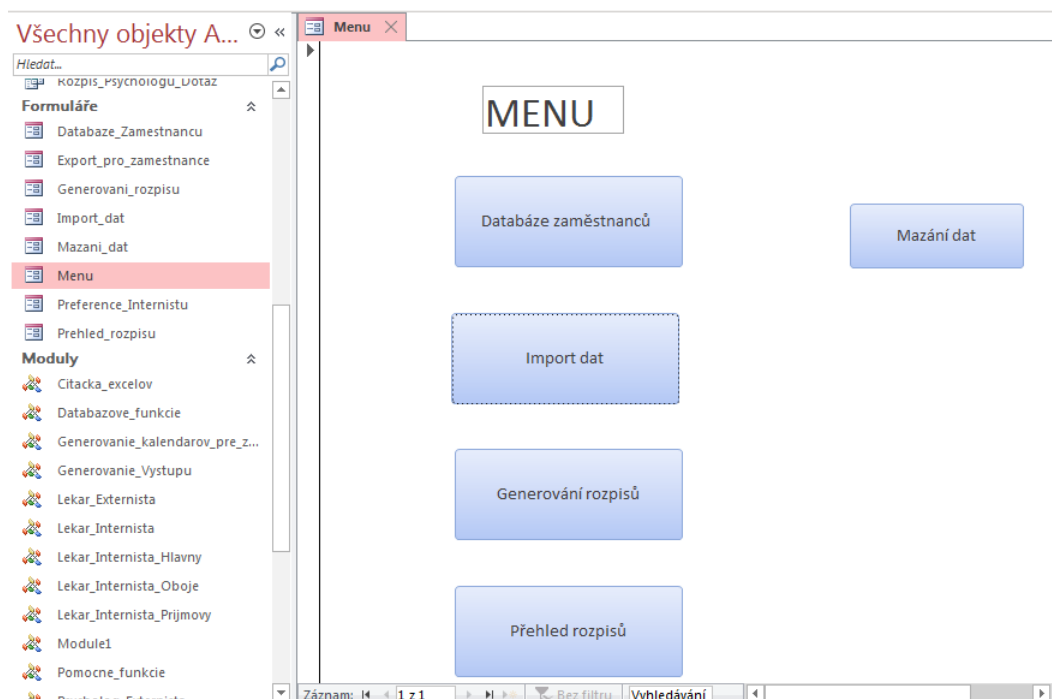 Všechny objekty A...
Hledat...
Rozpis_Psychologu_Dotaz
Formuláře
Databaze_Zamestnancu
Export_pro_zamestnance
Generovani_rozpisu
Import_dat
Mazani_dat
Menu
Preference_Internistu
Prehled_rozpisu
Moduly
Citacka_excelov
Databazove_funkcie
Generovanie_kalendarov_pre_z...
Generovanie_Vystupu
Lekar_Externista
Lekar_Internista
Lekar_Internista_Hlavny
Lekar_Internista_Oboje
Lekar_Internista_Prijmovy
Module1
Pomocne_funkcie
Menu
MENU
Databáze zaměstnanců
Mazání dat
Import dat
Generování rozpisů
Přehled rozpisů
Záznam: 1 z 1 Bez filtru Vyhledávání